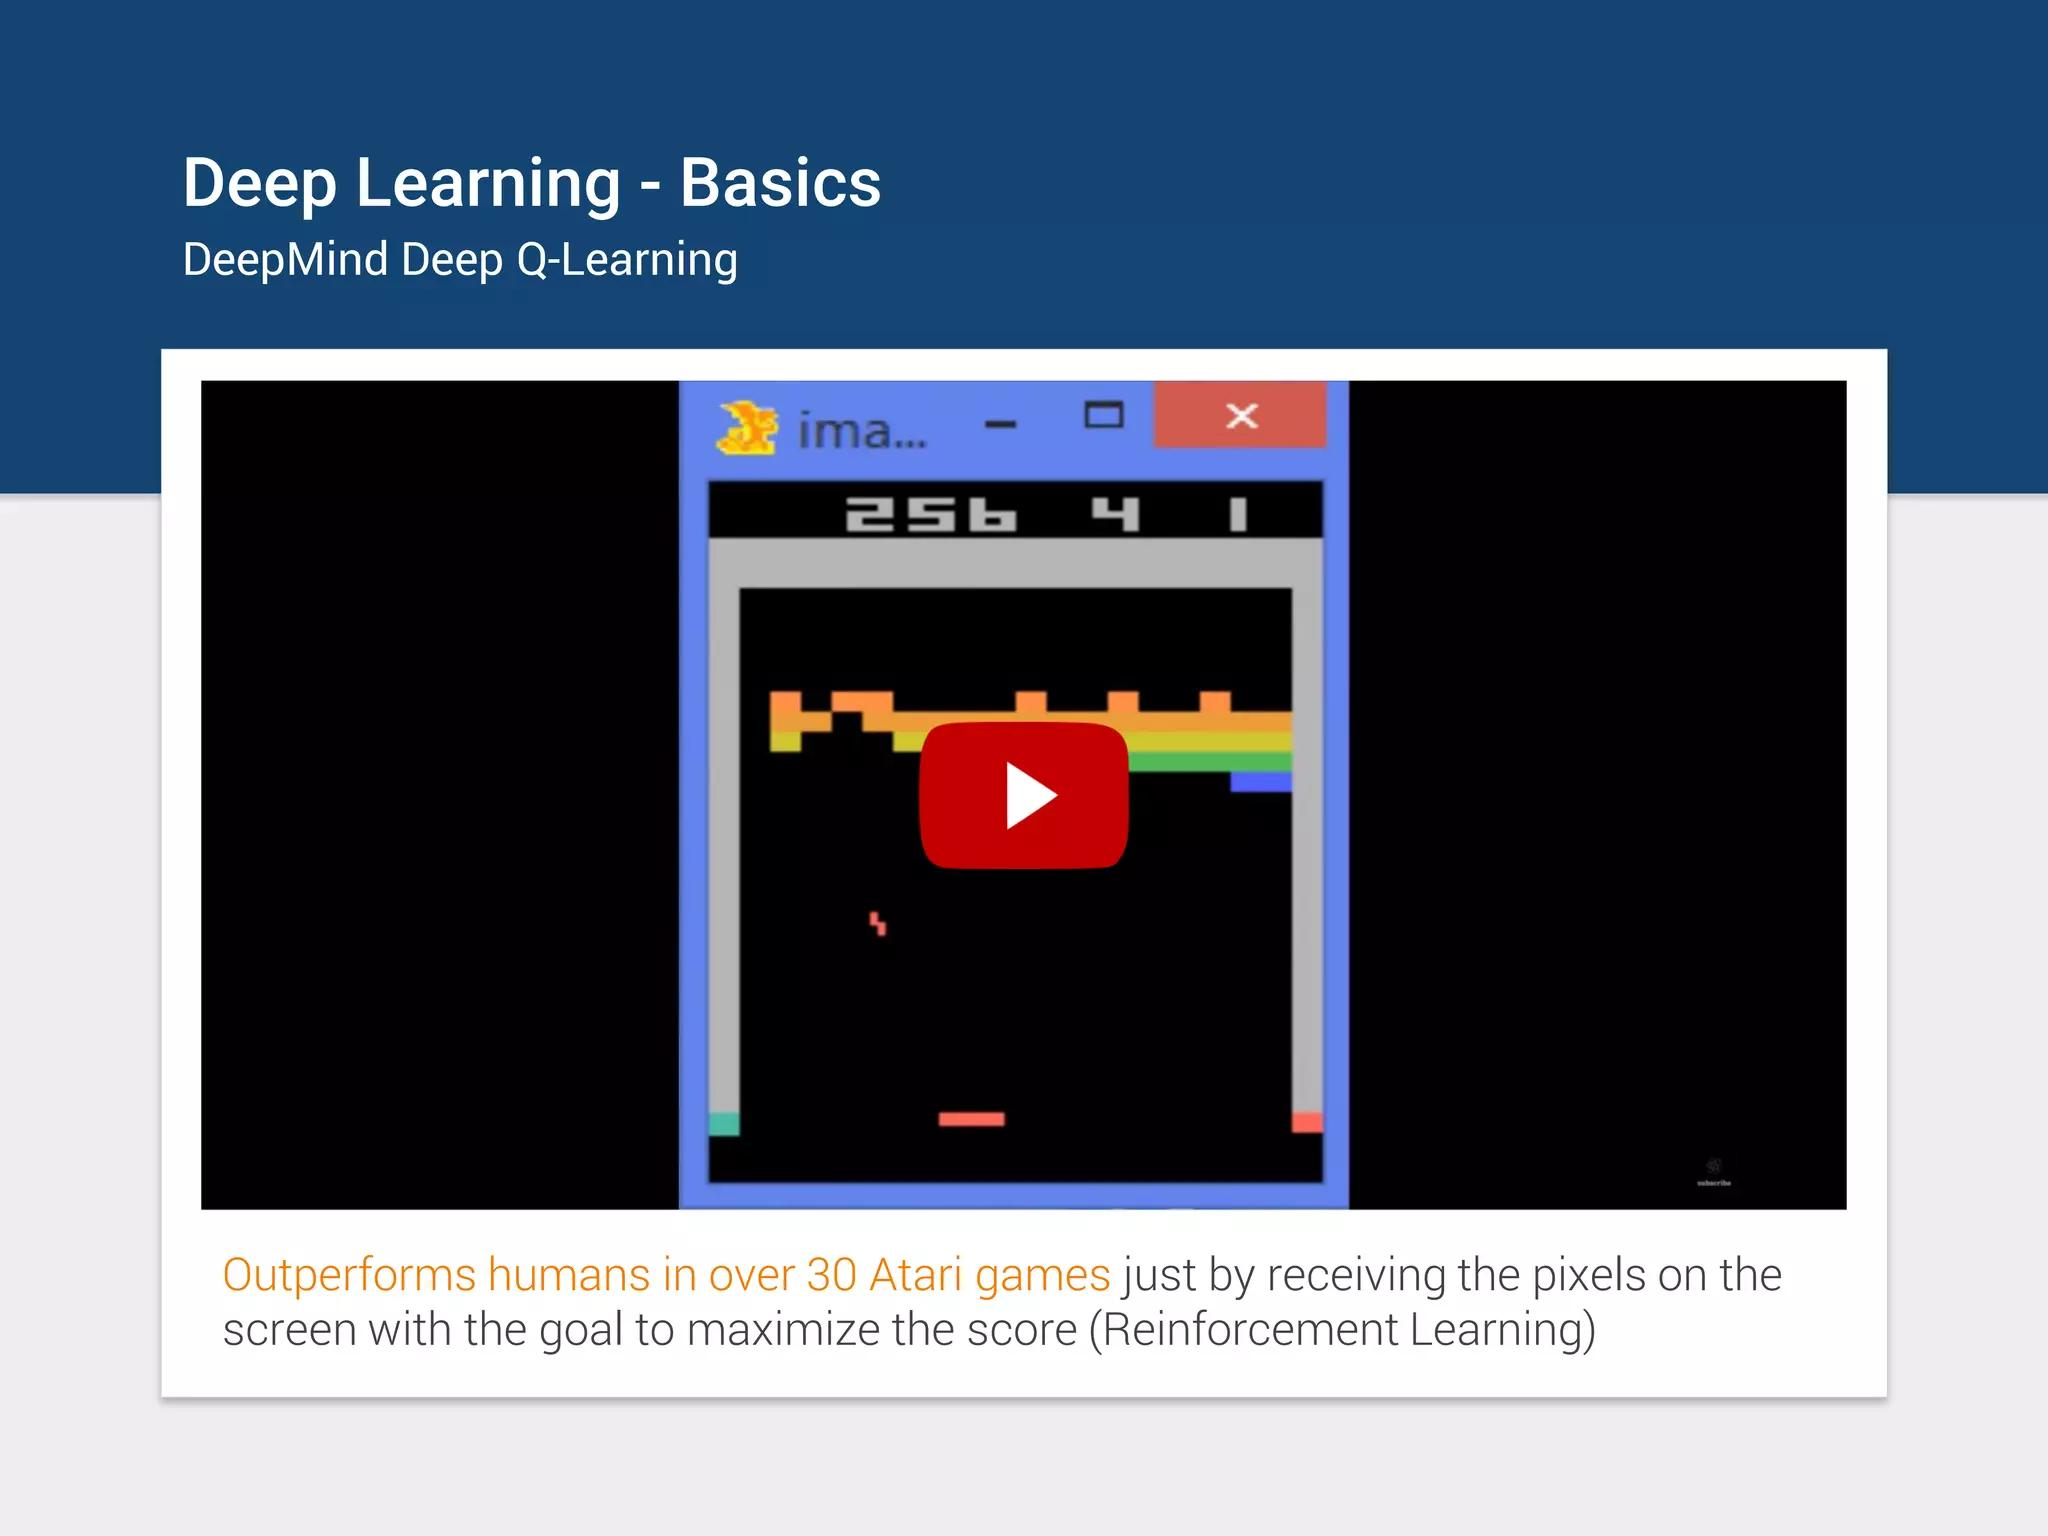 Deep Learning - Basics
DeepMind Deep Q-Learning
ima...
256 4 1
subscribe
Outperforms humans in over 30 Atari games just by receiving the pixels on the
screen with the goal to maximize the score (Reinforcement Learning)